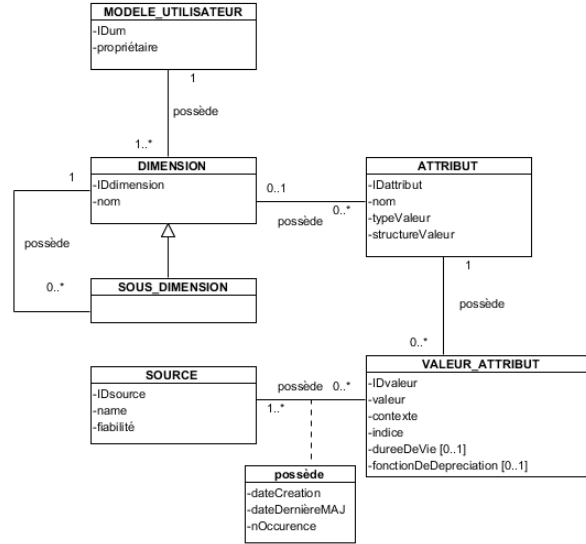 MODELE_UTILISATEUR
-IDum
-propriétaire
1
possède
1..*
DIMENSION
-IDdimension
-nom
1
possède
0..*
SOUS_DIMENSION
0..1
possède
0..*
ATTRIBUT
-IDattribut
-nom
-typeValeur
-structureValeur
1
possède
0..*
VALEUR_ATTRIBUT
-IDvaleur
-valeur
-contexte
-indice
-dureeDeVie [0..1]
-fonctionDeDepreciation [0..1]
SOURCE
-IDsource
-name
-fiabilité
possède
0..*
1..*
possède
-dateCreation
-dateDernièreMAJ
-nOccurence